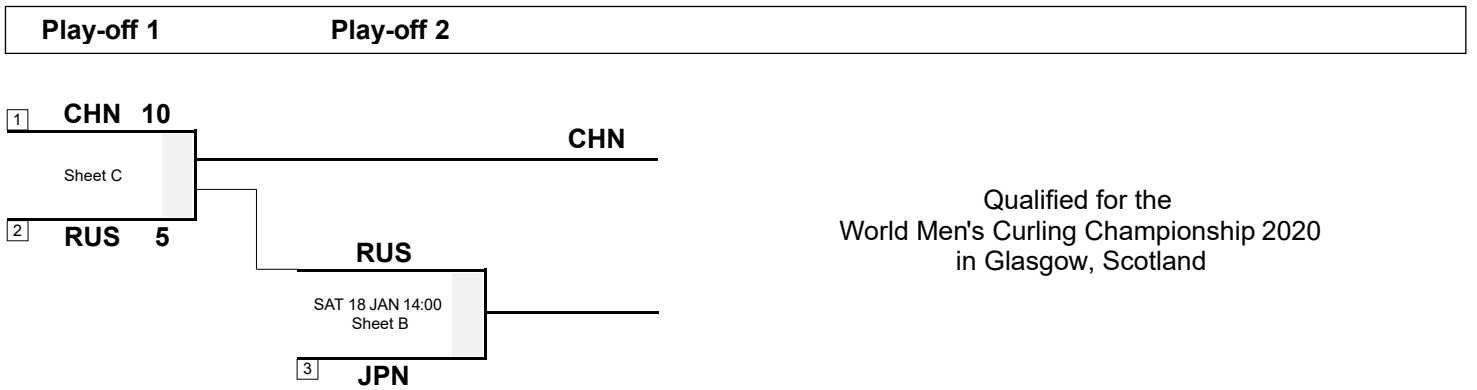 Play-off 1 Play-off 2
1 CHN 10
CHN
Sheet C
2 RUS 5
RUS
SAT 18 JAN 14:00
Sheet B
3 JPN
Qualified for the
World Men's Curling Championship 2020
in Glasgow, Scotland